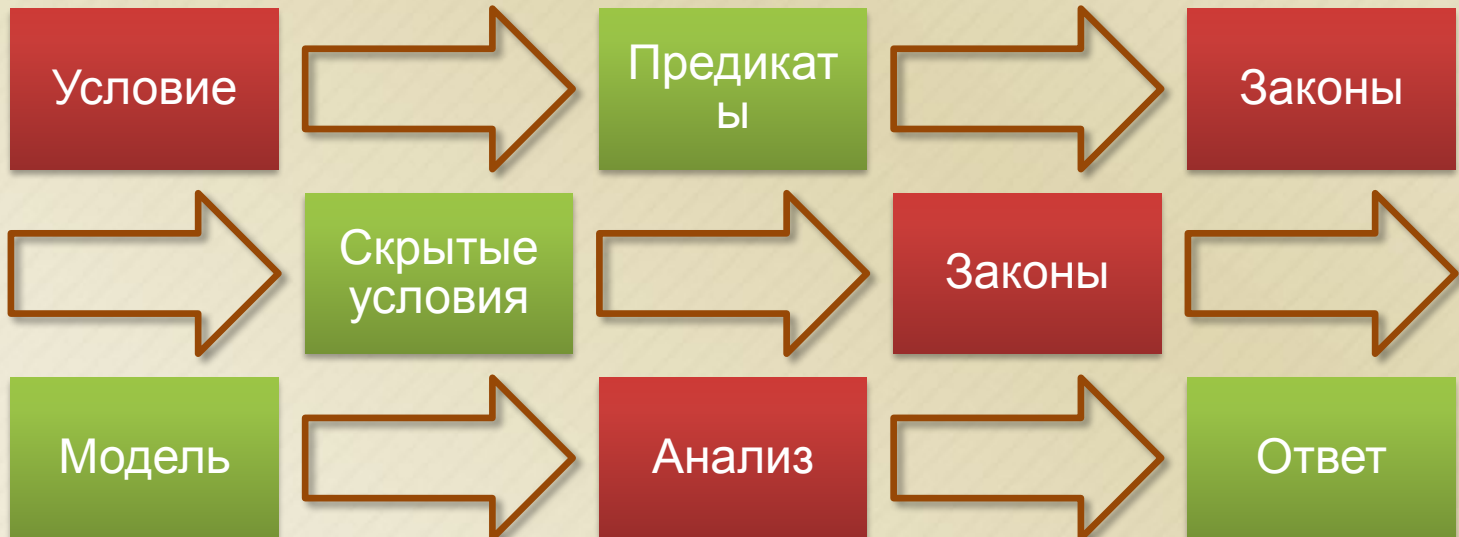 Условие
Предикат
ы
Законы
Скрытые
условия
Законы
Модель
Анализ
Ответ